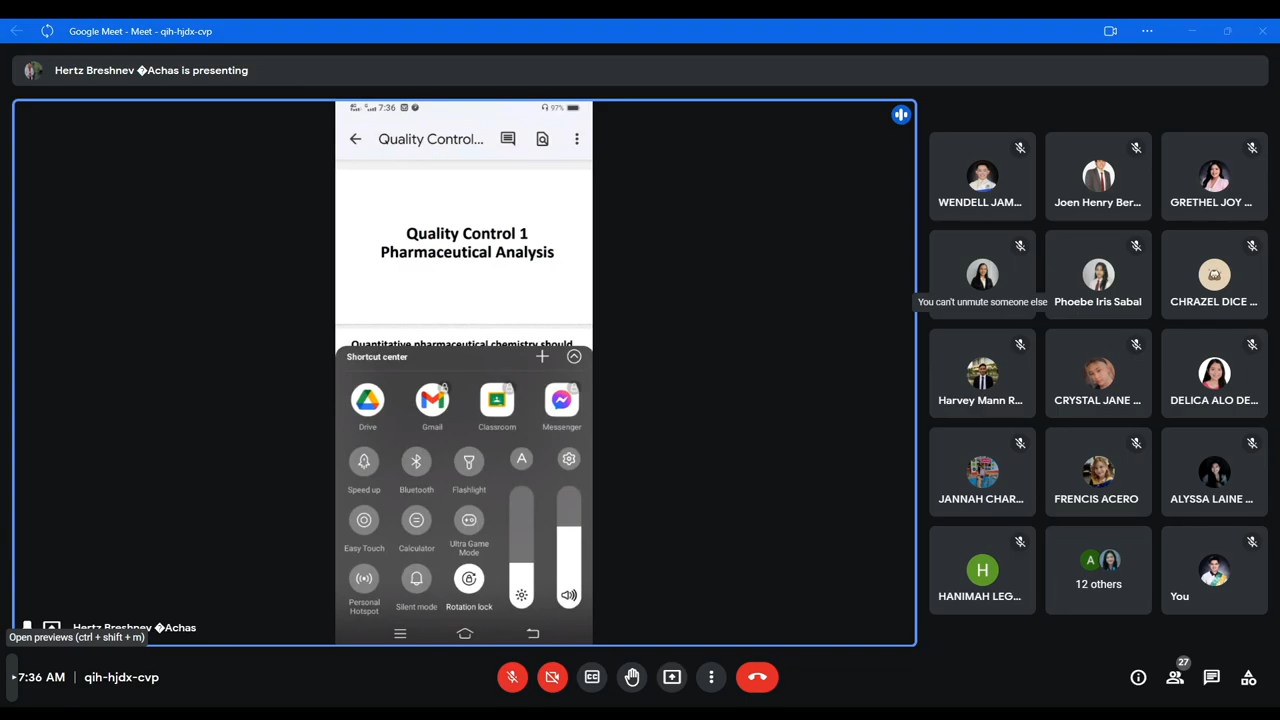 Google Meet - Meet - qih-hjdx-cvp
Hertz Breshnev �Achas is presenting
7:36
97%
Quality Control...
Quality Control 1
Pharmaceutical Analysis
Quantitative pharmaceutical chemistry should
Shortcut center
Drive Gmail Classroom Messenger
A
Speed up Bluetooth Flashlight
Easy Touch Calculator Ultra Game Mode
Personal Hotspot Silent mode Rotation lock
WENDELL JAM... Joen Henry Ber... GRETHEL JOY ...
You can't unmute someone else Phoebe Iris Sabal CHRAZEL DICE ...
Harvey Mann R... CRYSTAL JANE ... DELICA ALO DE...
JANNAH CHAR... FRENCIS ACERO ALYSSA LAINE ...
H A
HANIMAH LEG... 12 others You
Hertz Breshnev �Achas
Open previews (ctrl + shift + m)
7:36 AM | qih-hjdx-cvp
27